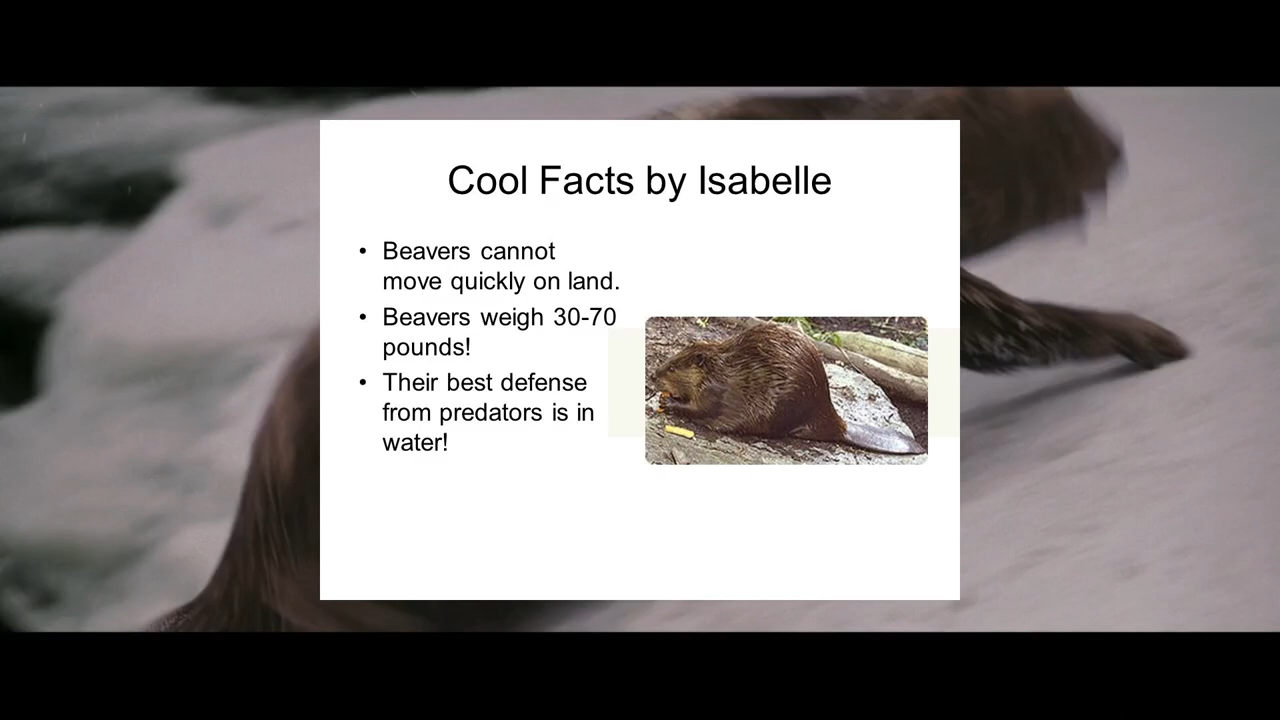 Cool Facts by Isabelle
• Beavers cannot
move quickly on land.
• Beavers weigh 30-70
pounds!
• Their best defense
from predators is in
water!